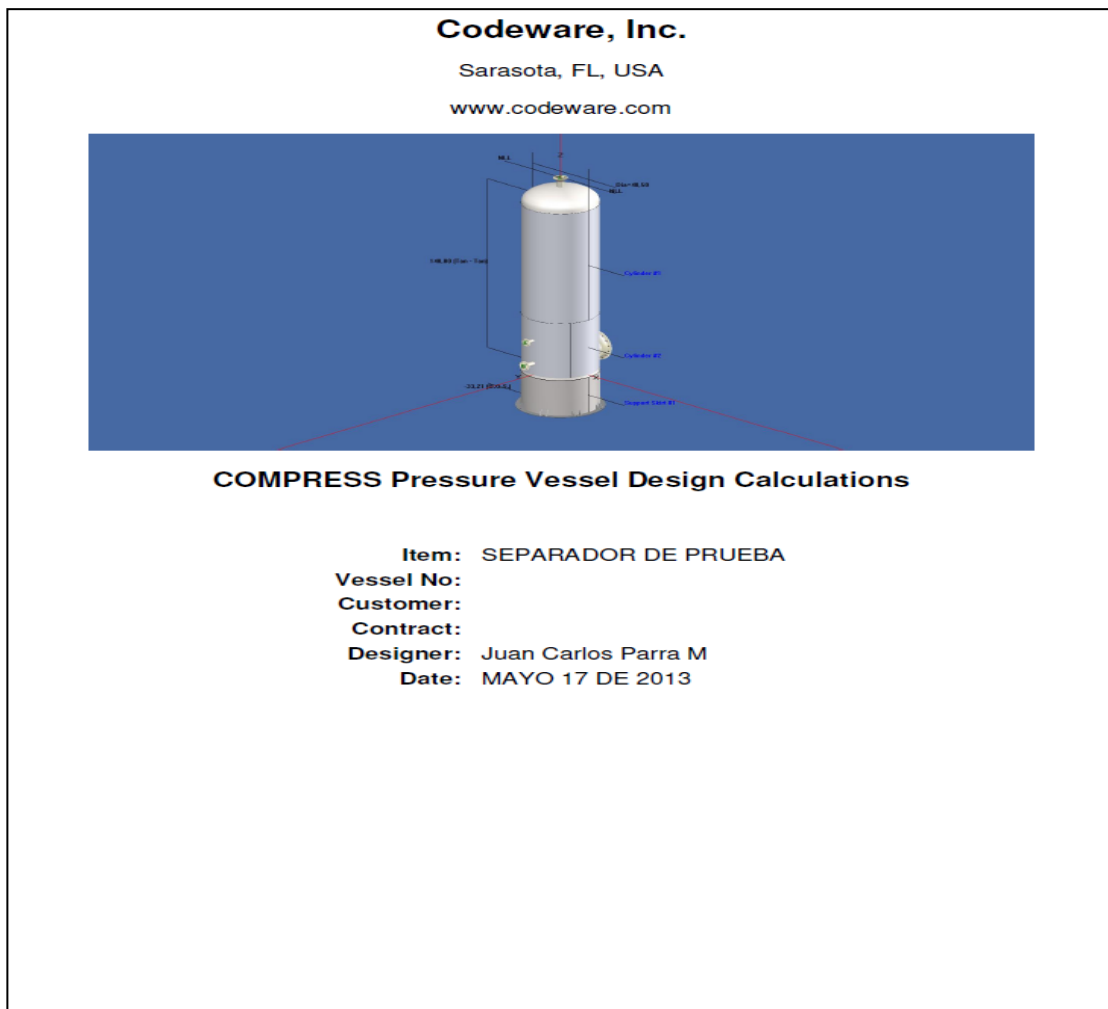 Codeware, Inc.
Sarasota, FL, USA
www.codeware.com
Cylinder #1
Cylinder #2
Support Skirt #1
Z
Y
X
COMPRESS Pressure Vessel Design Calculations
Item: SEPARADOR DE PRUEBA
Vessel No:
Customer:
Contract:
Designer: Juan Carlos Parra M
Date: MAYO 17 DE 2013